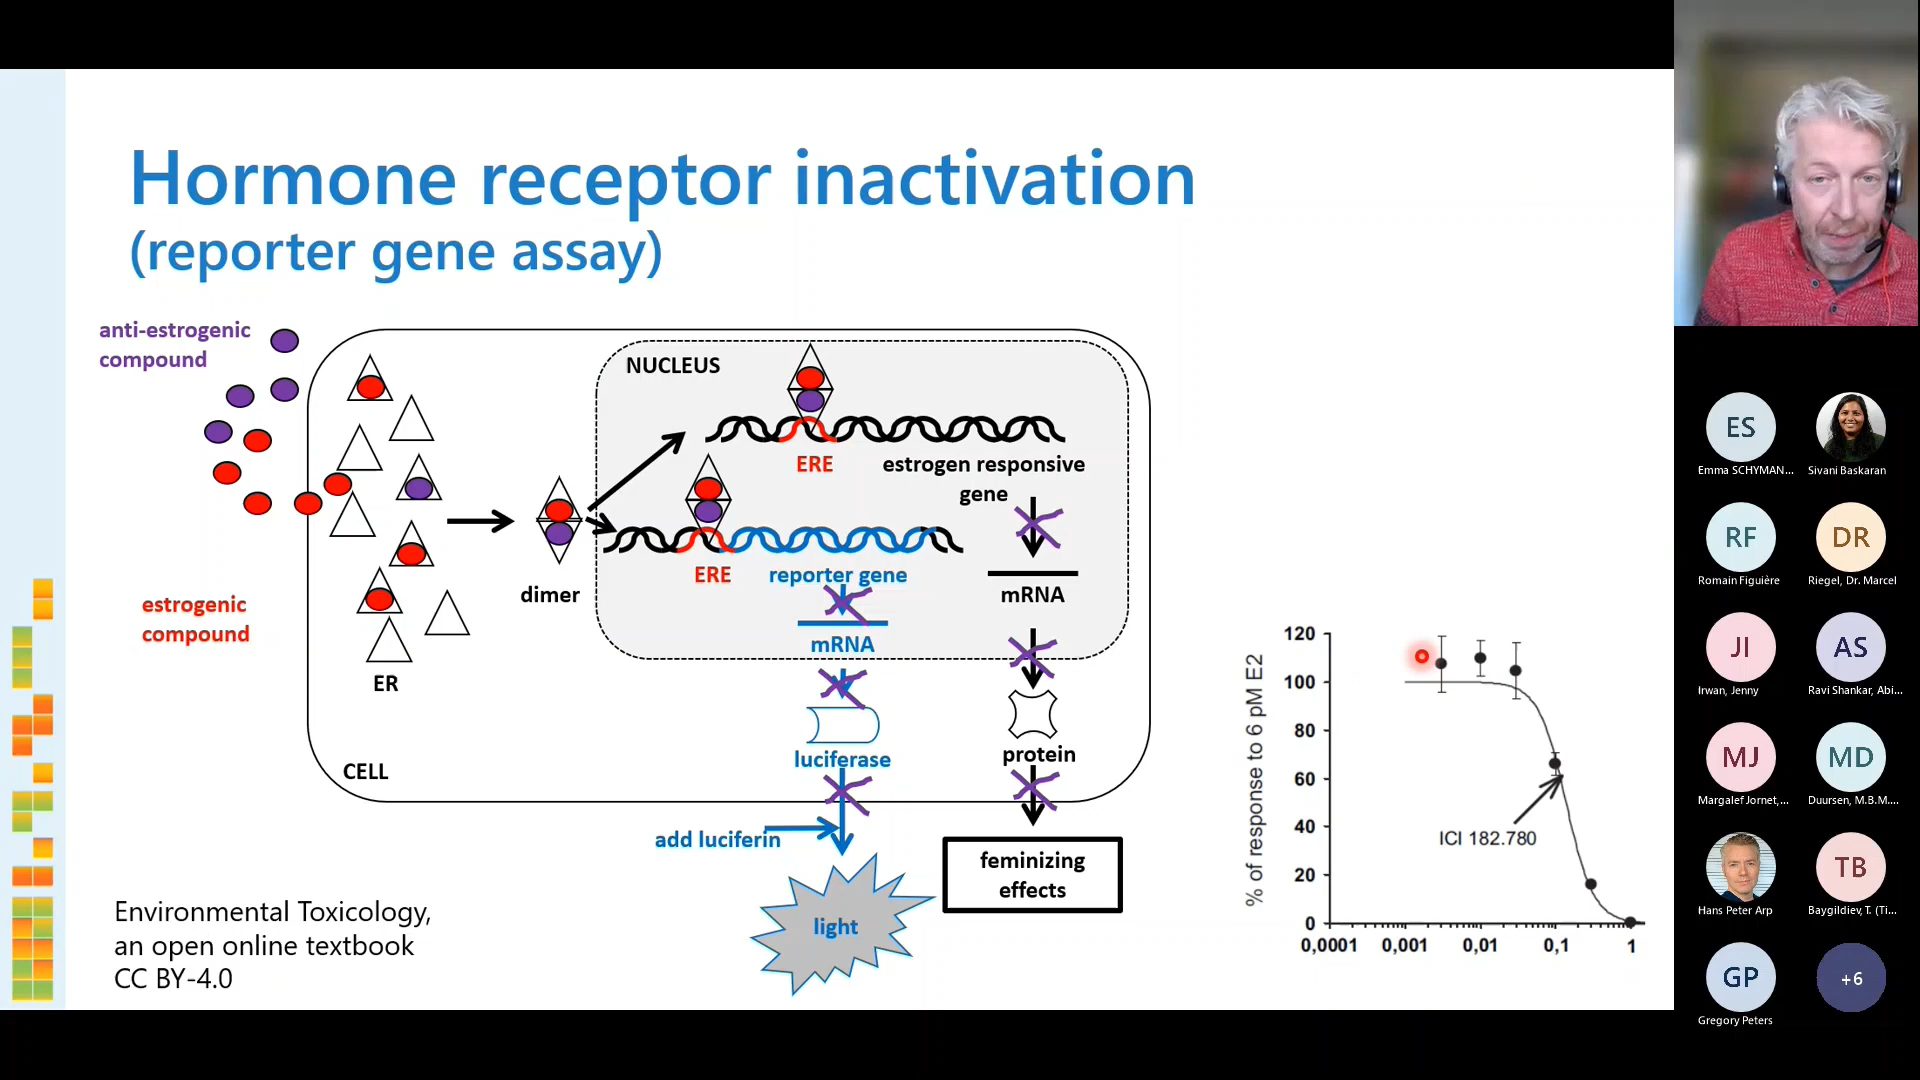 Hormone receptor inactivation
(reporter gene assay)
anti-estrogenic
compound
estrogenic
compound
ER
CELL
dimer
NUCLEUS
ERE
estrogen responsive
gene
ERE
reporter gene
mRNA
mRNA
luciferase
protein
add luciferin
light
feminizing
effects
Environmental Toxicology,
an open online textbook
CC BY-4.0
% of response to 6 pM E2
120
100
80
60
40
20
0
0,0001
0,001
0,01
0,1
1
ICI 182.780
ES
Emma SCHYMAN...
Sivani Baskaran
RF
Romain Figuière
DR
Riegel, Dr. Marcel
JI
Irwan, Jenny
AS
Ravi Shankar, Abi...
MJ
Margalef Jornet,...
MD
Duursen, M.B.M....
Hans Peter Arp
TB
Baygildiev, T. (Ti...
GP
Gregory Peters
+6